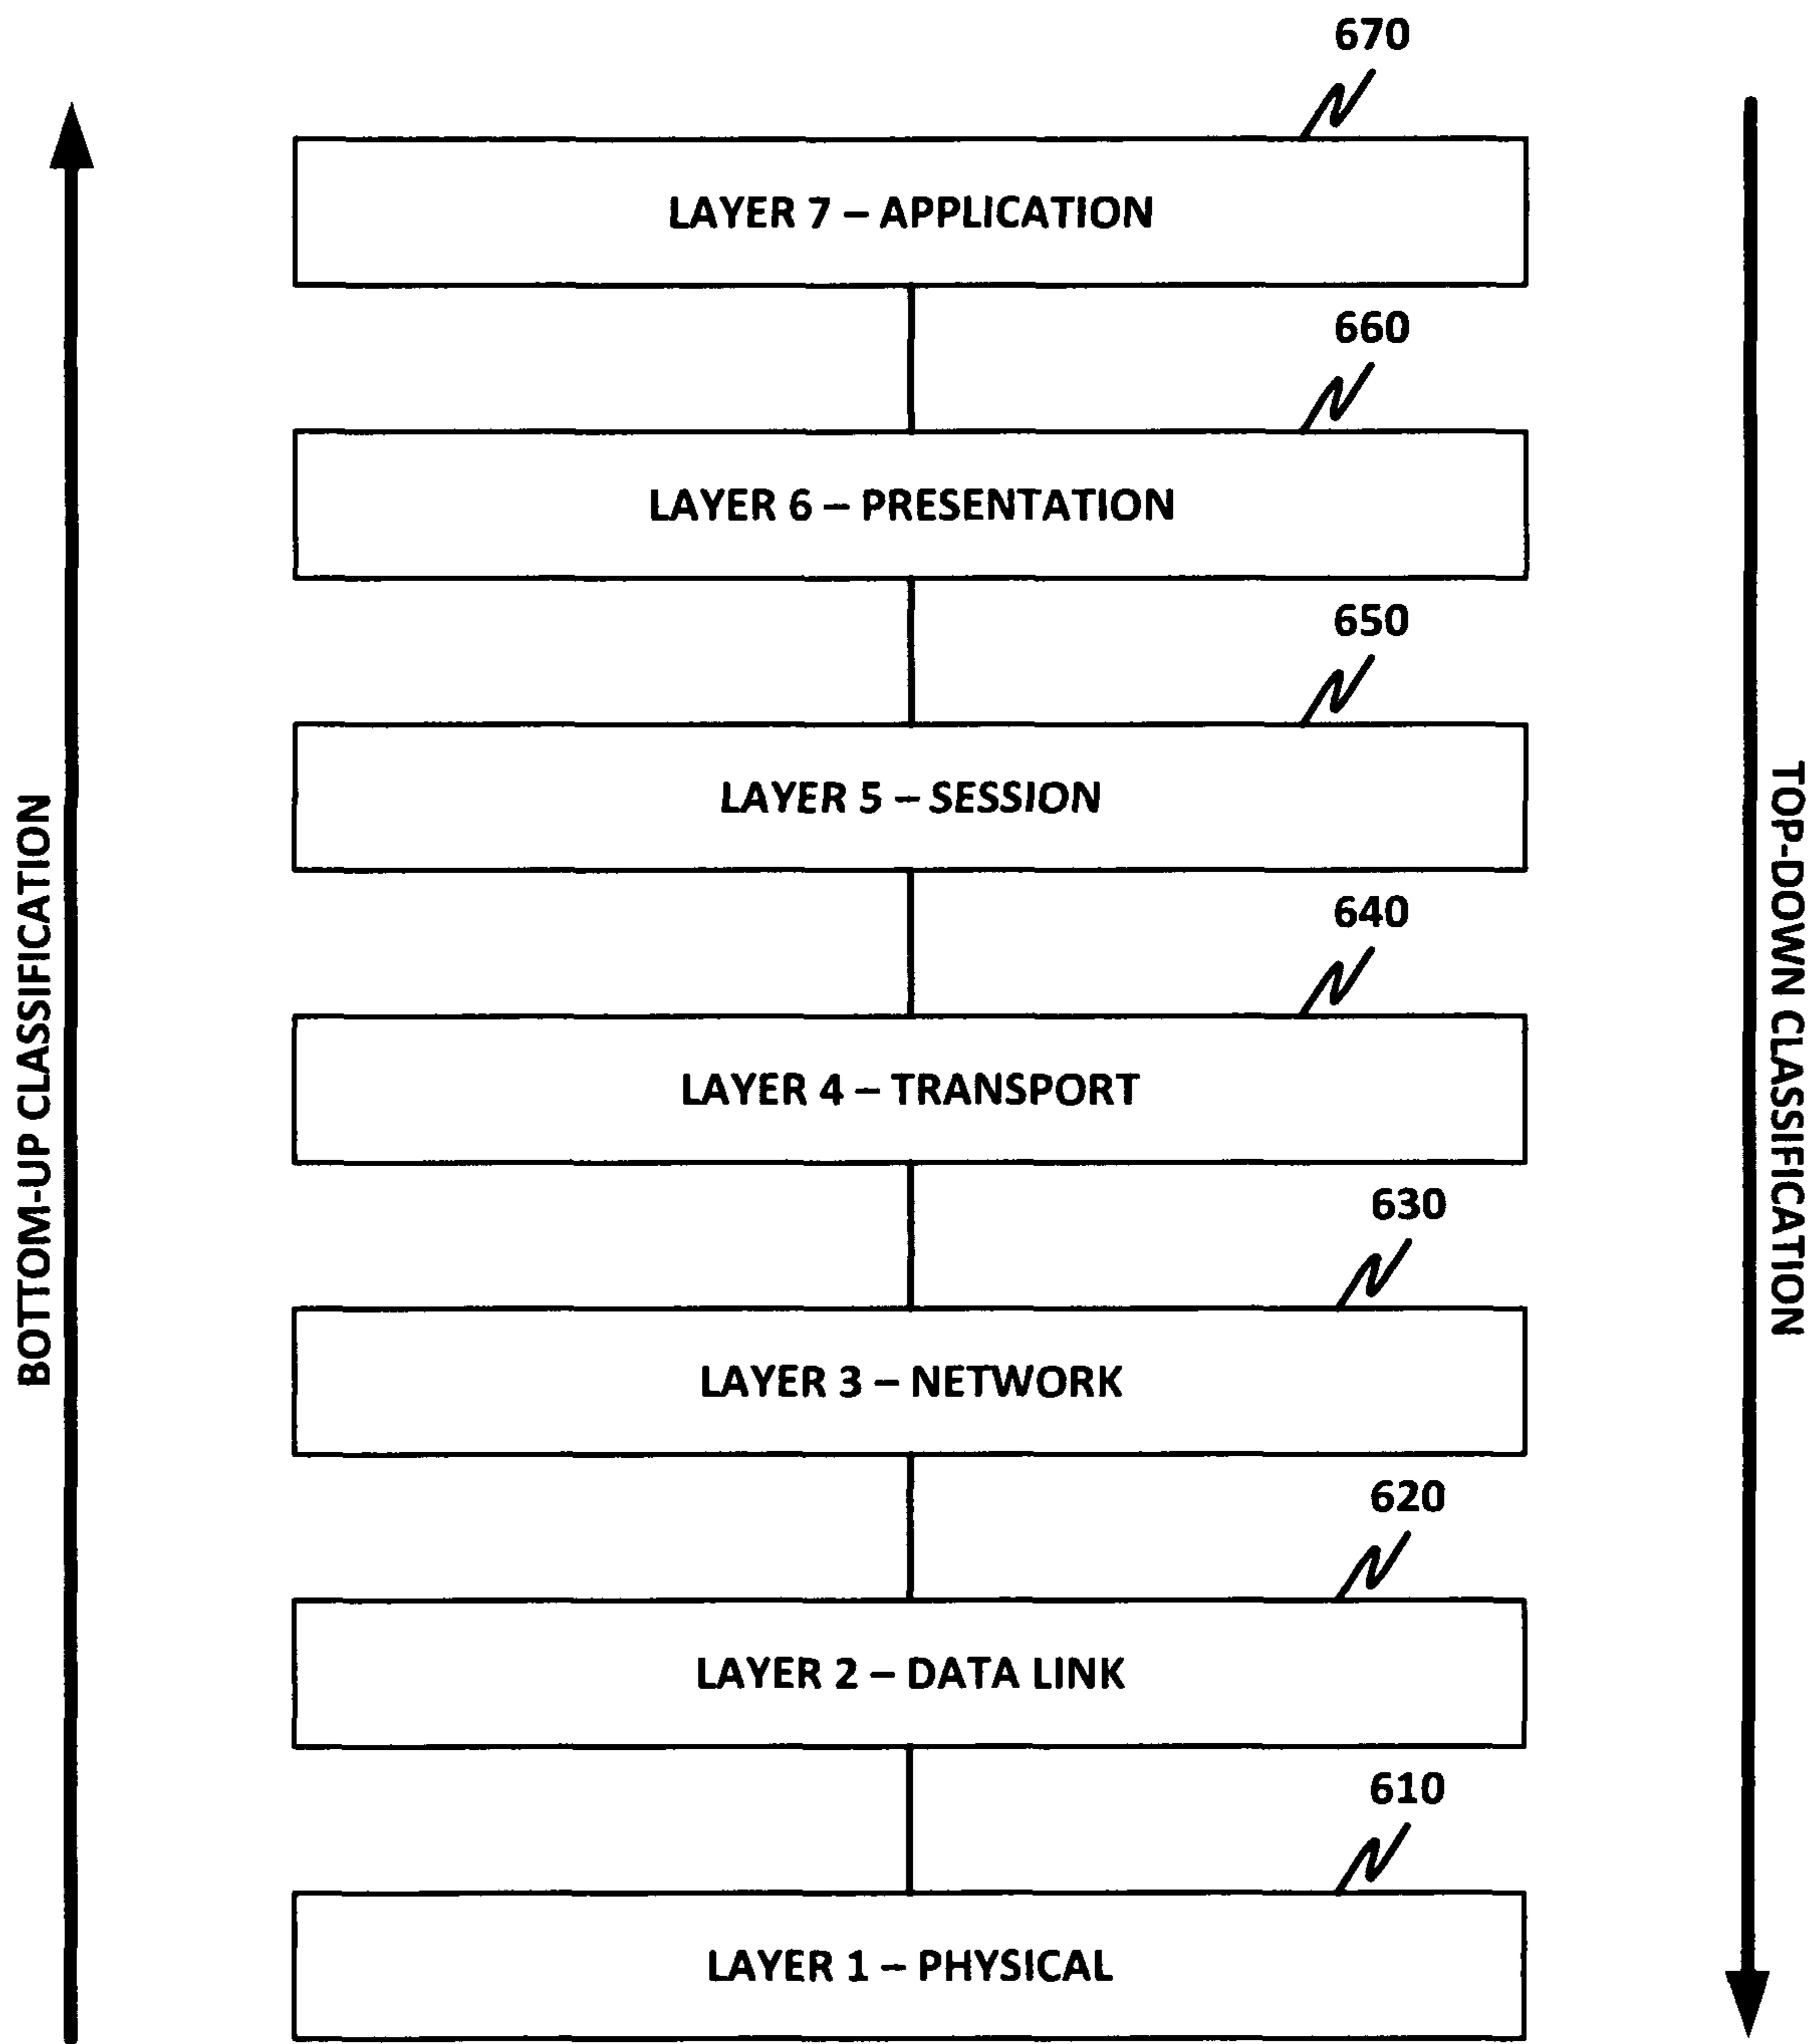 670
LAYER 7 – APPLICATION
660
LAYER 6 – PRESENTATION
650
LAYER 5 – SESSION
640
LAYER 4 – TRANSPORT
630
LAYER 3 – NETWORK
620
LAYER 2 – DATA LINK
610
LAYER 1 – PHYSICAL
BOTTOM-UP CLASSIFICATION
TOP-DOWN CLASSIFICATION